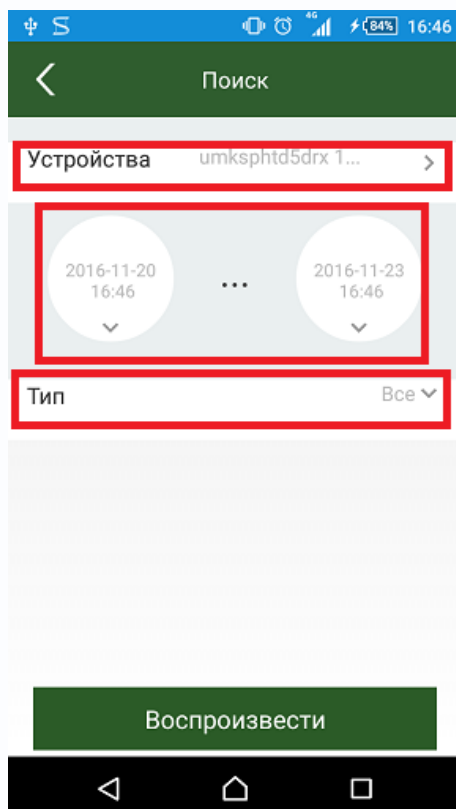 4G 84% 16:46
Поиск
Устройства umksphtd5drx 1...
2016-11-20 ... 2016-11-23
16:46 16:46
Тип Все
Воспроизвести